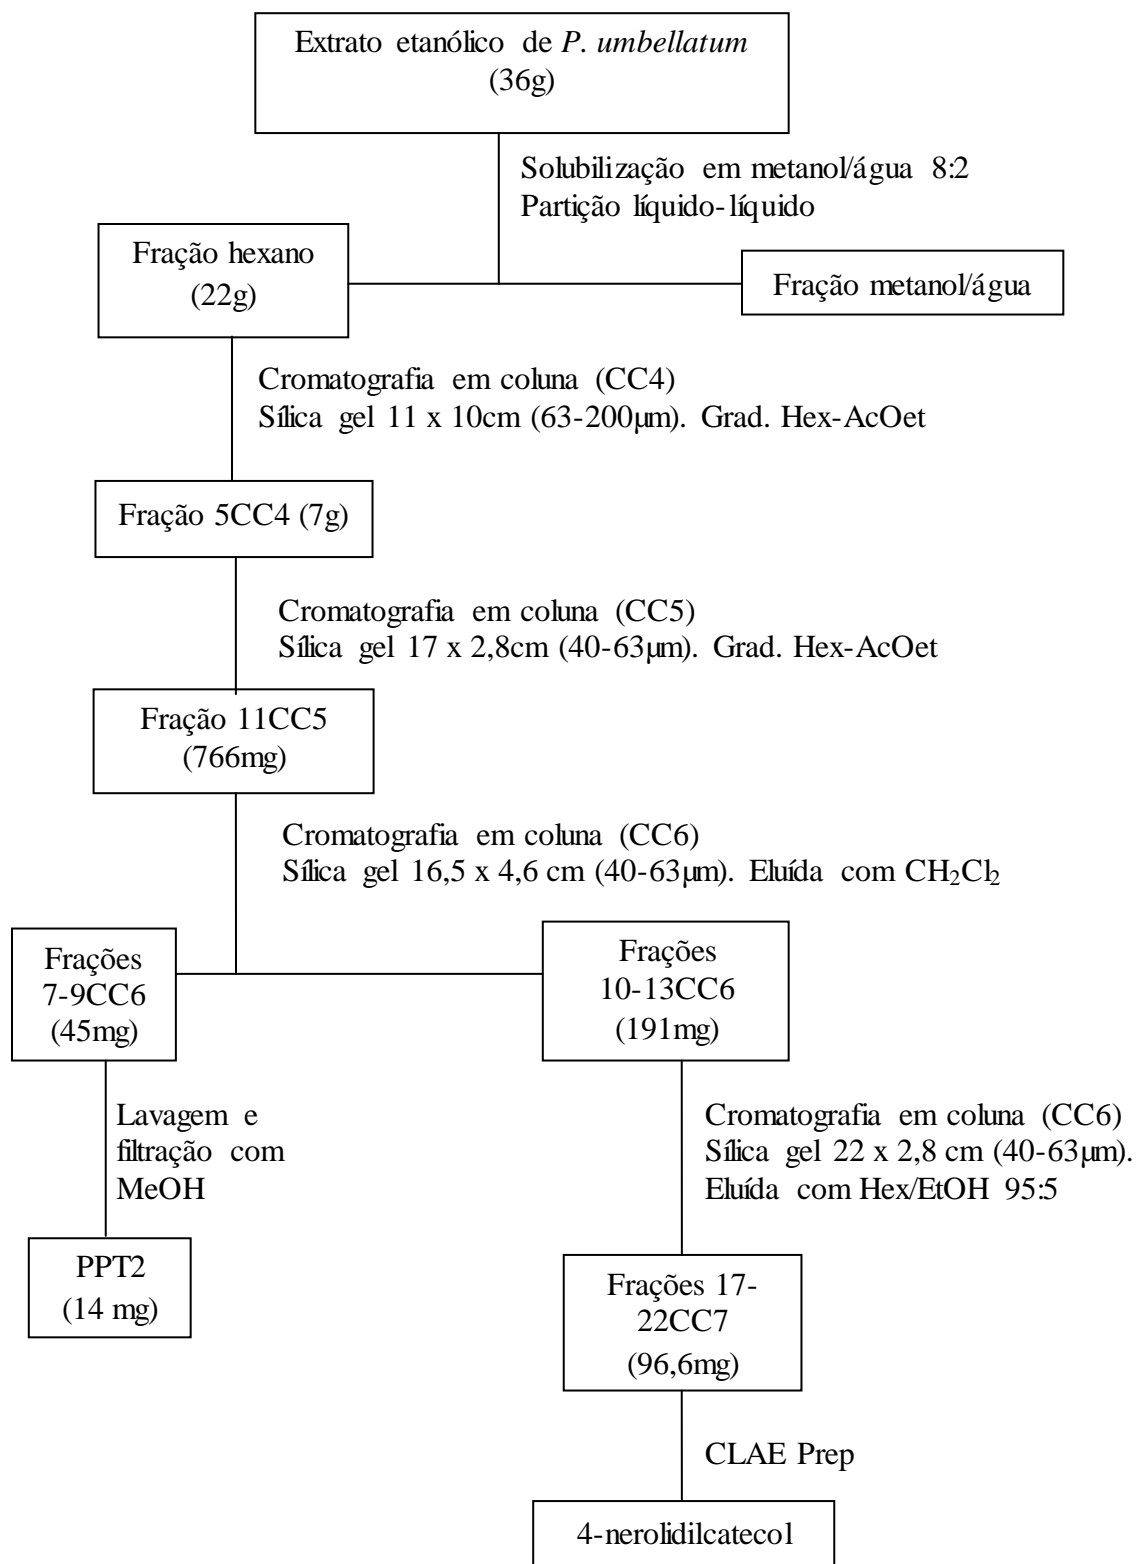 Extrato etanólico de P. umbellatum
(36g)
Solubilização em metanol/água 8:2
Partição líquido-líquido
Fração hexano
(22g)
Fração metanol/água
Cromatografia em coluna (CC4)
Sílica gel 11 x 10cm (63-200µm). Grad. Hex-AcOet
Fração 5CC4 (7g)
Cromatografia em coluna (CC5)
Sílica gel 17 x 2,8cm (40-63µm). Grad. Hex-AcOet
Fração 11CC5
(766mg)
Cromatografia em coluna (CC6)
Sílica gel 16,5 x 4,6 cm (40-63µm). Eluída com CH₂Cl₂
Frações
7-9CC6
(45mg)
Frações
10-13CC6
(191mg)
Lavagem e
filtração com
MeOH
Cromatografia em coluna (CC6)
Sílica gel 22 x 2,8 cm (40-63µm).
Eluída com Hex/EtOH 95:5
PPT2
(14 mg)
Frações 17-
22CC7
(96,6mg)
CLAE Prep
4-nerolidilcatecol